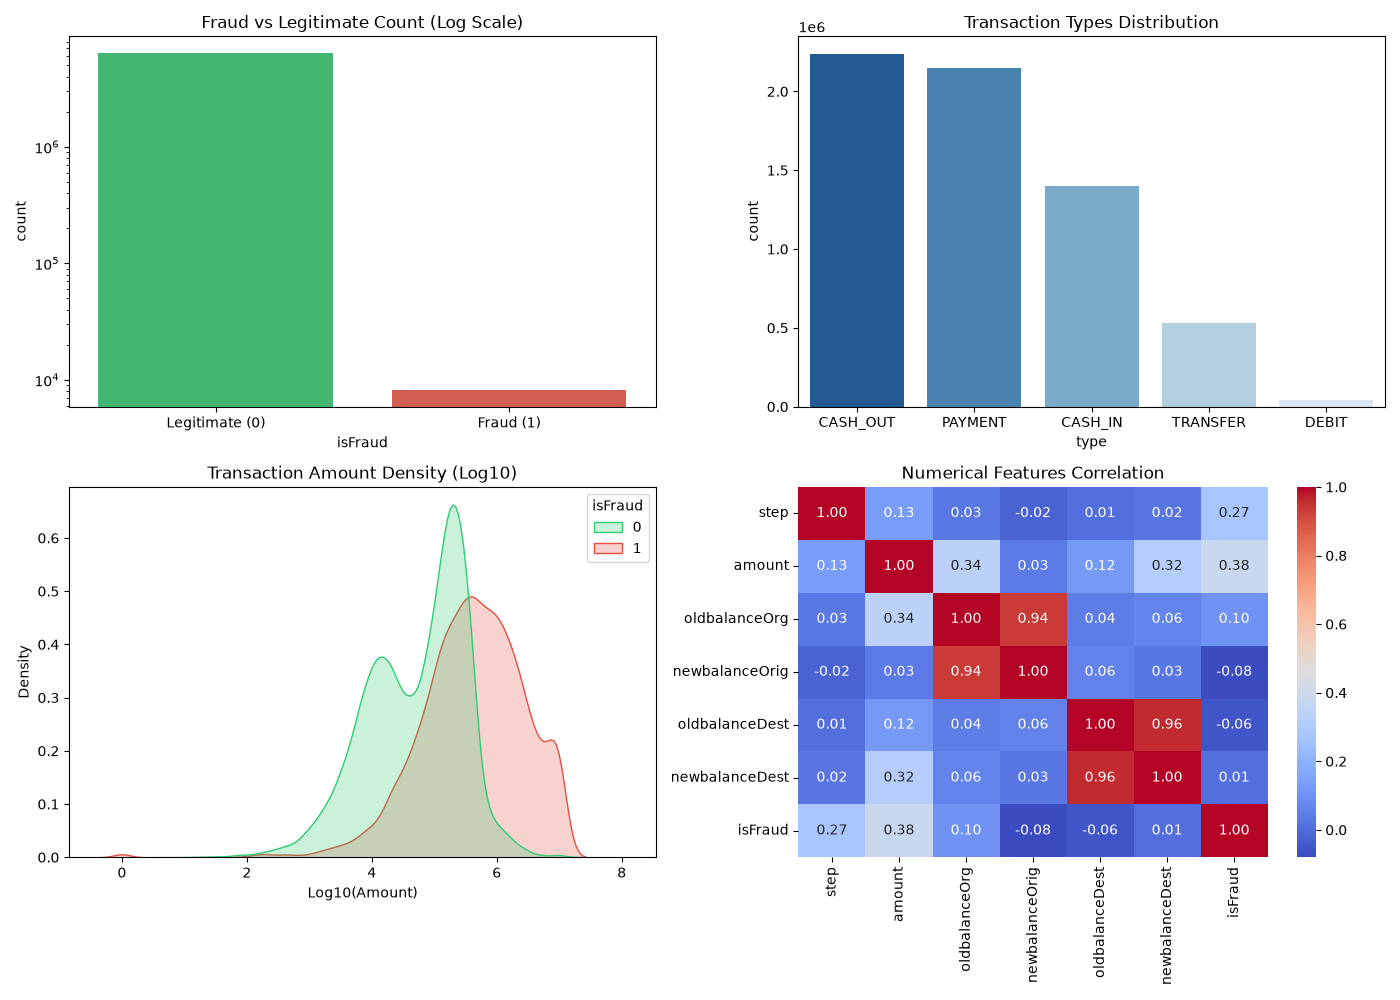 Fraud vs Legitimate Count (Log Scale)
count
10⁶
10⁵
10⁴
Legitimate (0)
Fraud (1)
isFraud
Transaction Types Distribution
1e6
count
2.0
1.5
1.0
0.5
0.0
CASH_OUT
PAYMENT
CASH_IN
TRANSFER
DEBIT
type
Transaction Amount Density (Log10)
isFraud
0
1
Density
0.6
0.5
0.4
0.3
0.2
0.1
0.0
0
2
4
6
8
Log10(Amount)
Numerical Features Correlation
step 1.00 0.13 0.03 -0.02 0.01 0.02 0.27
amount 0.13 1.00 0.34 0.03 0.12 0.32 0.38
oldbalanceOrg 0.03 0.34 1.00 0.94 0.04 0.06 0.10
newbalanceOrig -0.02 0.03 0.94 1.00 0.06 0.03 -0.08
oldbalanceDest 0.01 0.12 0.04 0.06 1.00 0.96 -0.06
newbalanceDest 0.02 0.32 0.06 0.03 0.96 1.00 0.01
isFraud 0.27 0.38 0.10 -0.08 -0.06 0.01 1.00
step
amount
oldbalanceOrg
newbalanceOrig
oldbalanceDest
newbalanceDest
isFraud
1.0
0.8
0.6
0.4
0.2
0.0